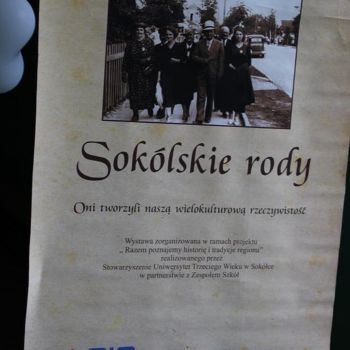 Sokólskie rody
Oni tworzyli naszą wielokulturową rzeczywistość
Wystawa zorganizowana w ramach projektu
„ Razem poznajemy historię i tradycje regionu"
realizowanego przez
Stowarzyszenie Uniwersytet Trzeciego Wieku w Sokółce
w partnerstwie z Zespołem Szkół